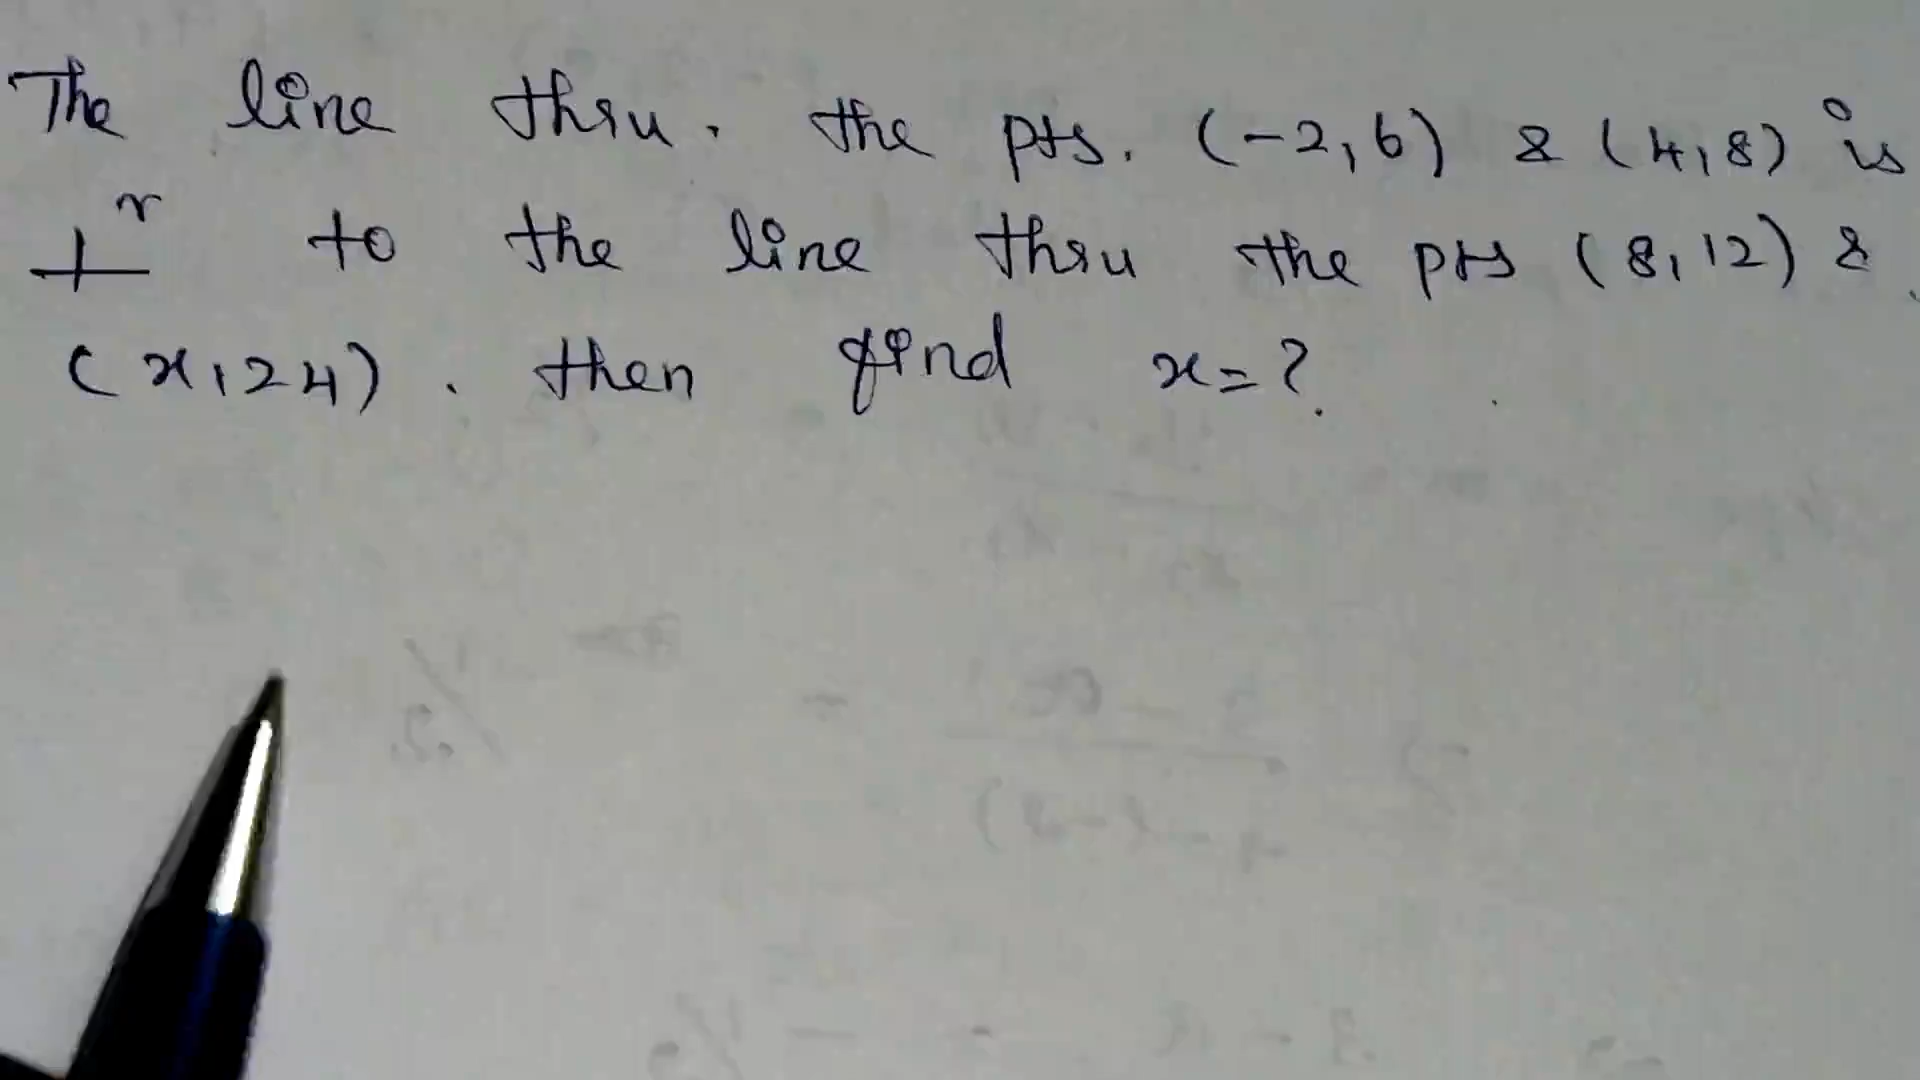 The line thru. the pts. (-2,6) & (4,8) is
⊥r to the line thru the pts (8,12) &
(x,24). then find x=?